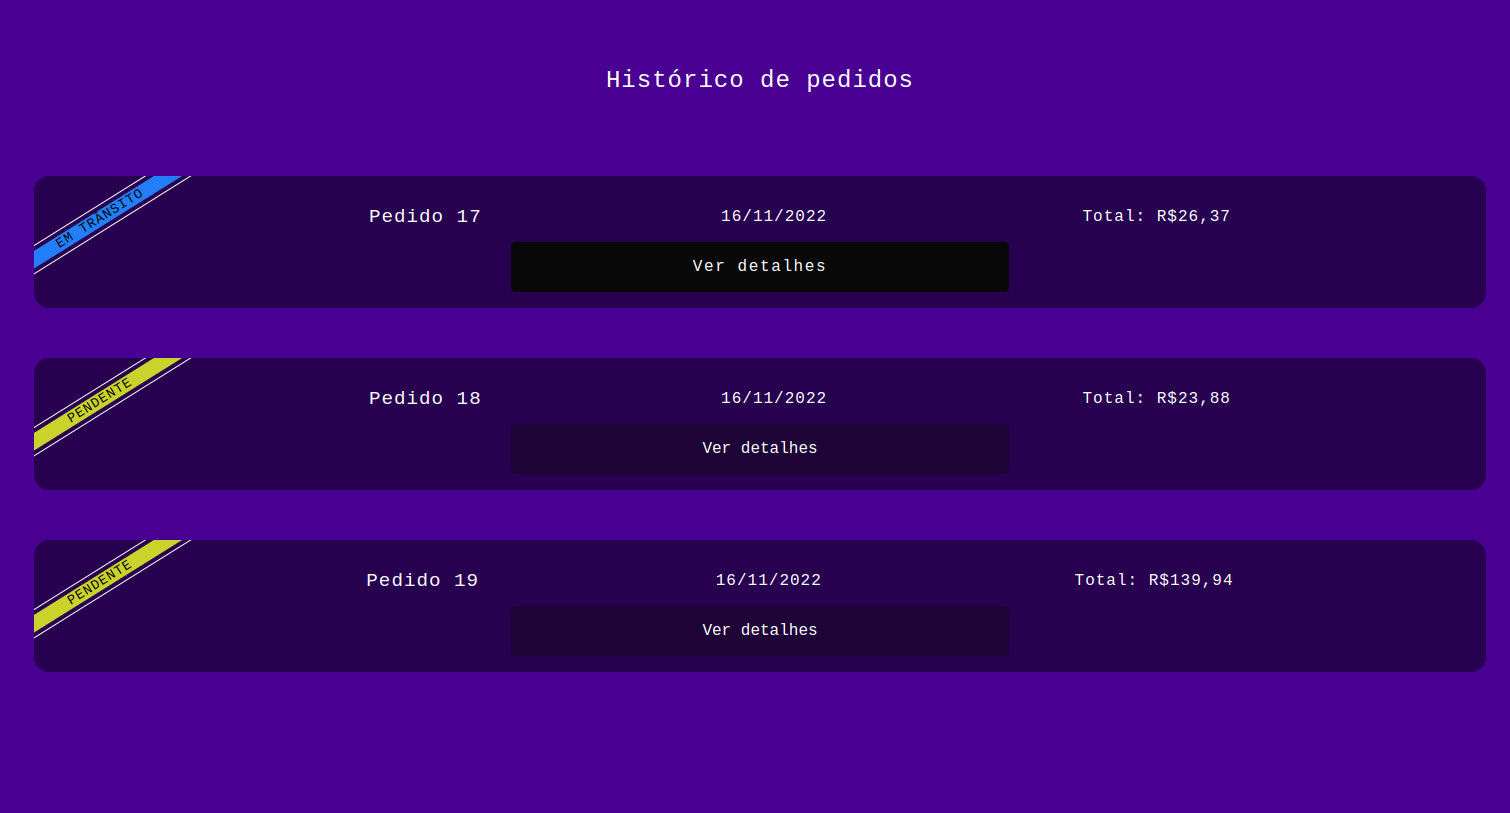 Histórico de pedidos
EM TRANSITO
Pedido 17 16/11/2022 Total: R$26,37
Ver detalhes
PENDENTE
Pedido 18 16/11/2022 Total: R$23,88
Ver detalhes
PENDENTE
Pedido 19 16/11/2022 Total: R$139,94
Ver detalhes